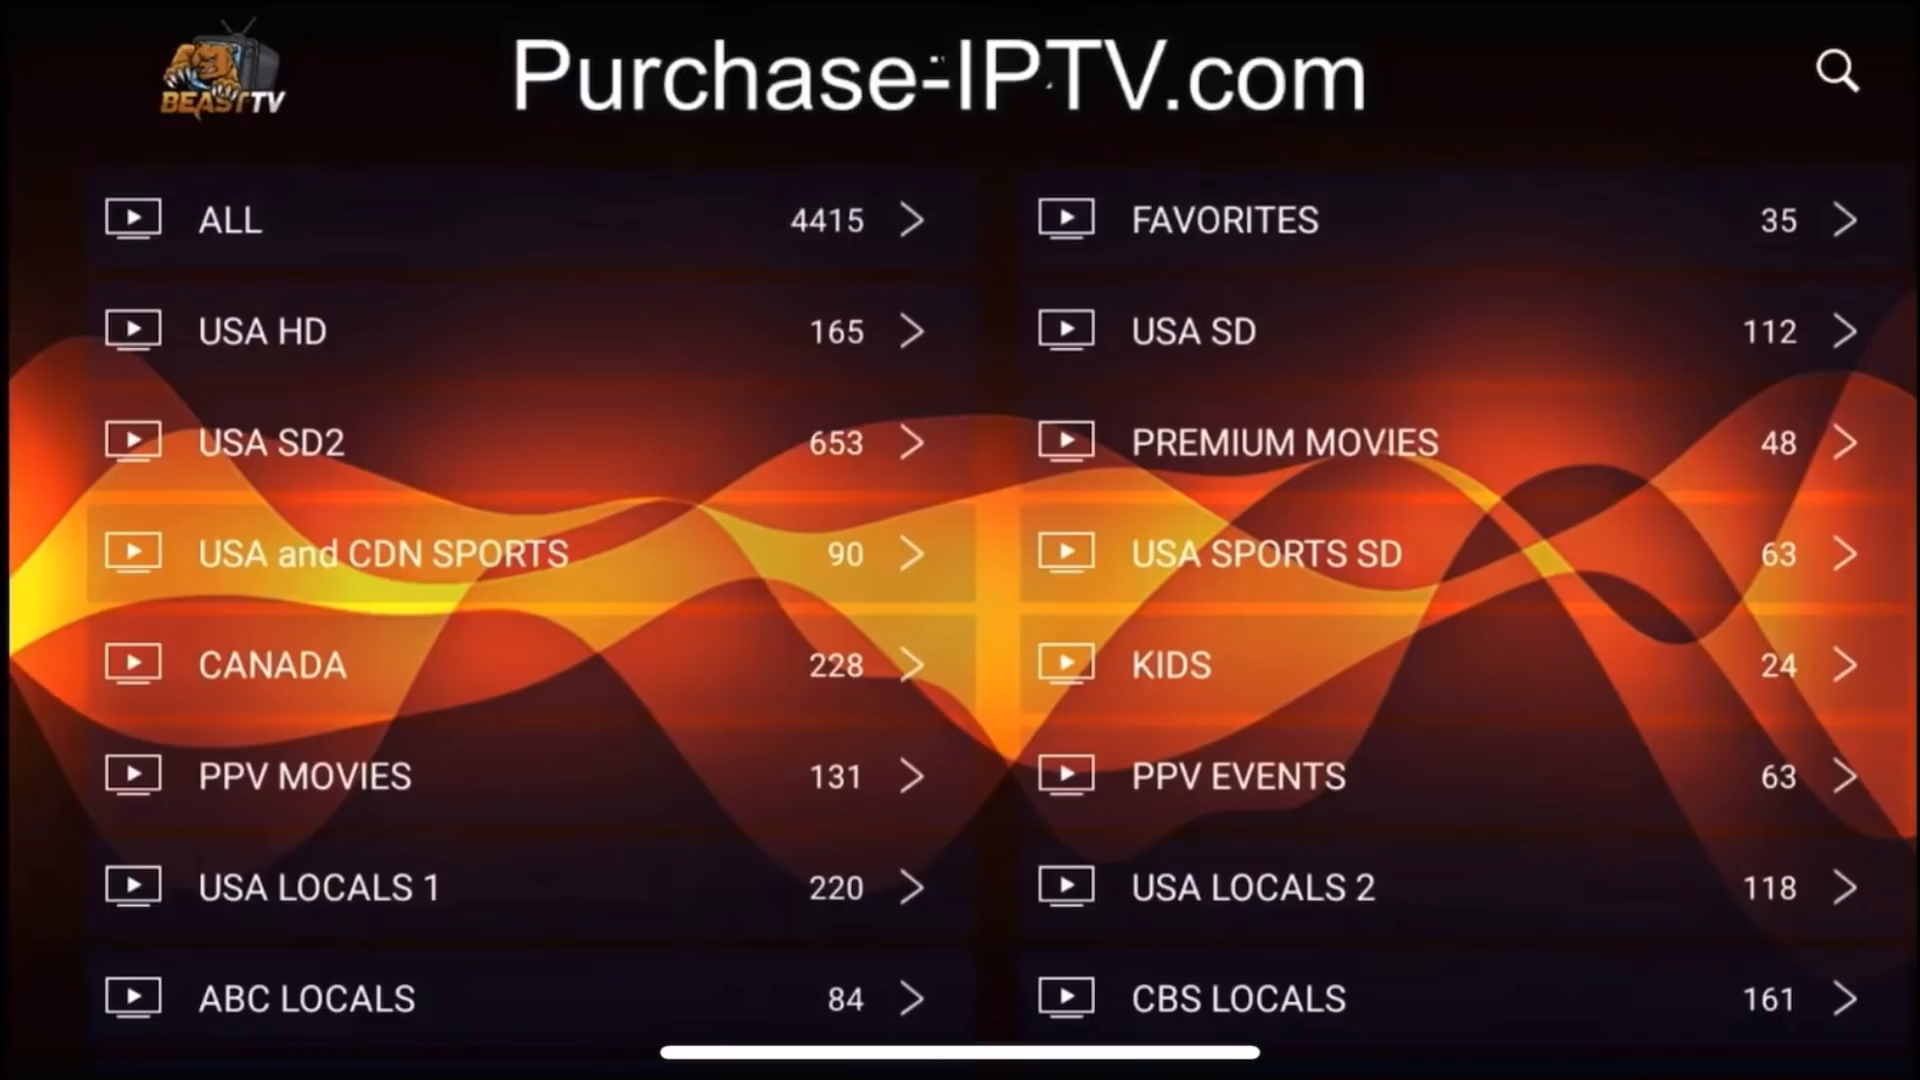 BEAST TV
Purchase-IPTV.com
ALL 4415
FAVORITES 35
USA HD 165
USA SD 112
USA SD2 653
PREMIUM MOVIES 48
USA and CDN SPORTS 90
USA SPORTS SD 63
CANADA 228
KIDS 24
PPV MOVIES 131
PPV EVENTS 63
USA LOCALS 1 220
USA LOCALS 2 118
ABC LOCALS 84
CBS LOCALS 161